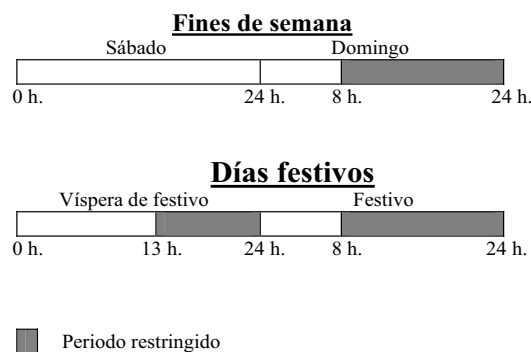 Fines de semana
Sábado Domingo
0 h. 24 h. 8 h. 24 h.
Días festivos
Víspera de festivo Festivo
0 h. 13 h. 24 h. 8 h. 24 h.
Periodo restringido